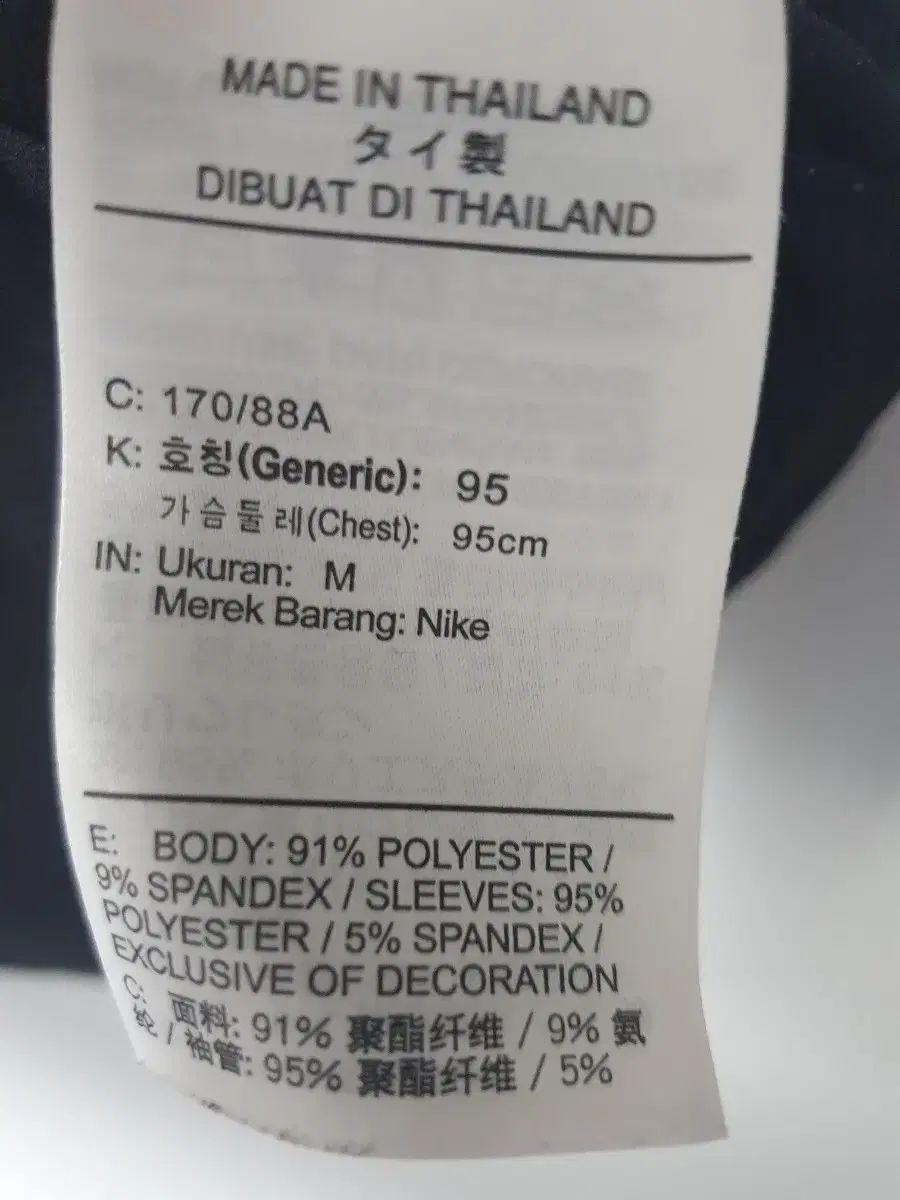 MADE IN THAILAND
タイ製
DIBUAT DI THAILAND
C: 170/88A
K: 호칭(Generic): 95
가슴둘레(Chest): 95cm
IN: Ukuran: M
Merek Barang: Nike
E: BODY: 91% POLYESTER /
9% SPANDEX / SLEEVES: 95%
POLYESTER / 5% SPANDEX /
EXCLUSIVE OF DECORATION
C: 面料: 91% 聚酯纤维 / 9% 氨
纶 / 袖管: 95% 聚酯纤维 / 5%